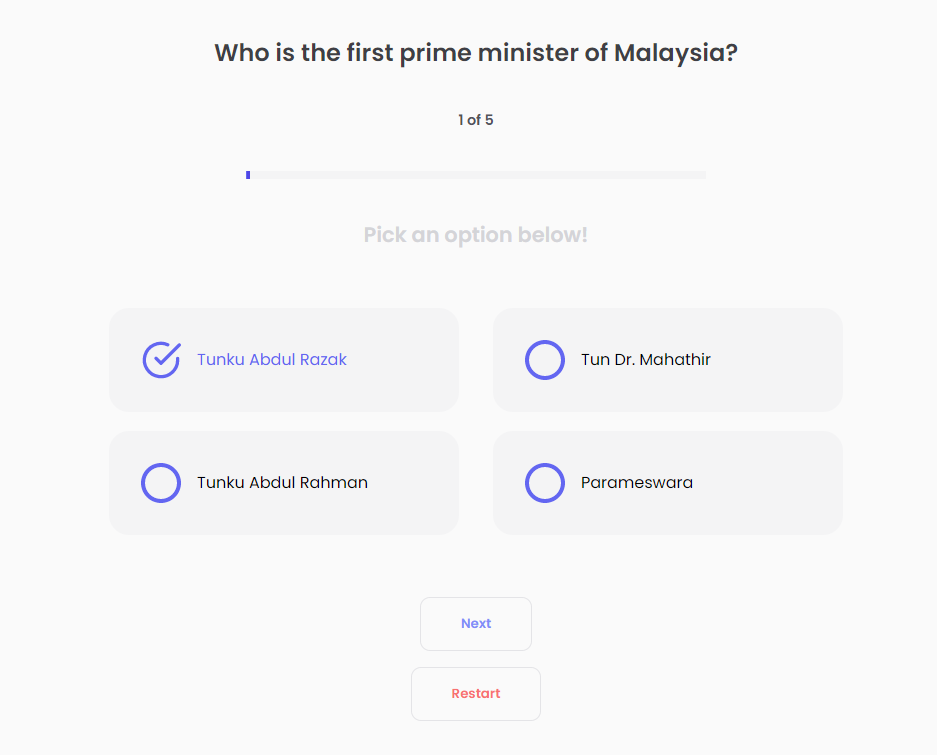 Who is the first prime minister of Malaysia?
1 of 5
Pick an option below!
Tunku Abdul Razak
Tun Dr. Mahathir
Tunku Abdul Rahman
Parameswara
Next
Restart